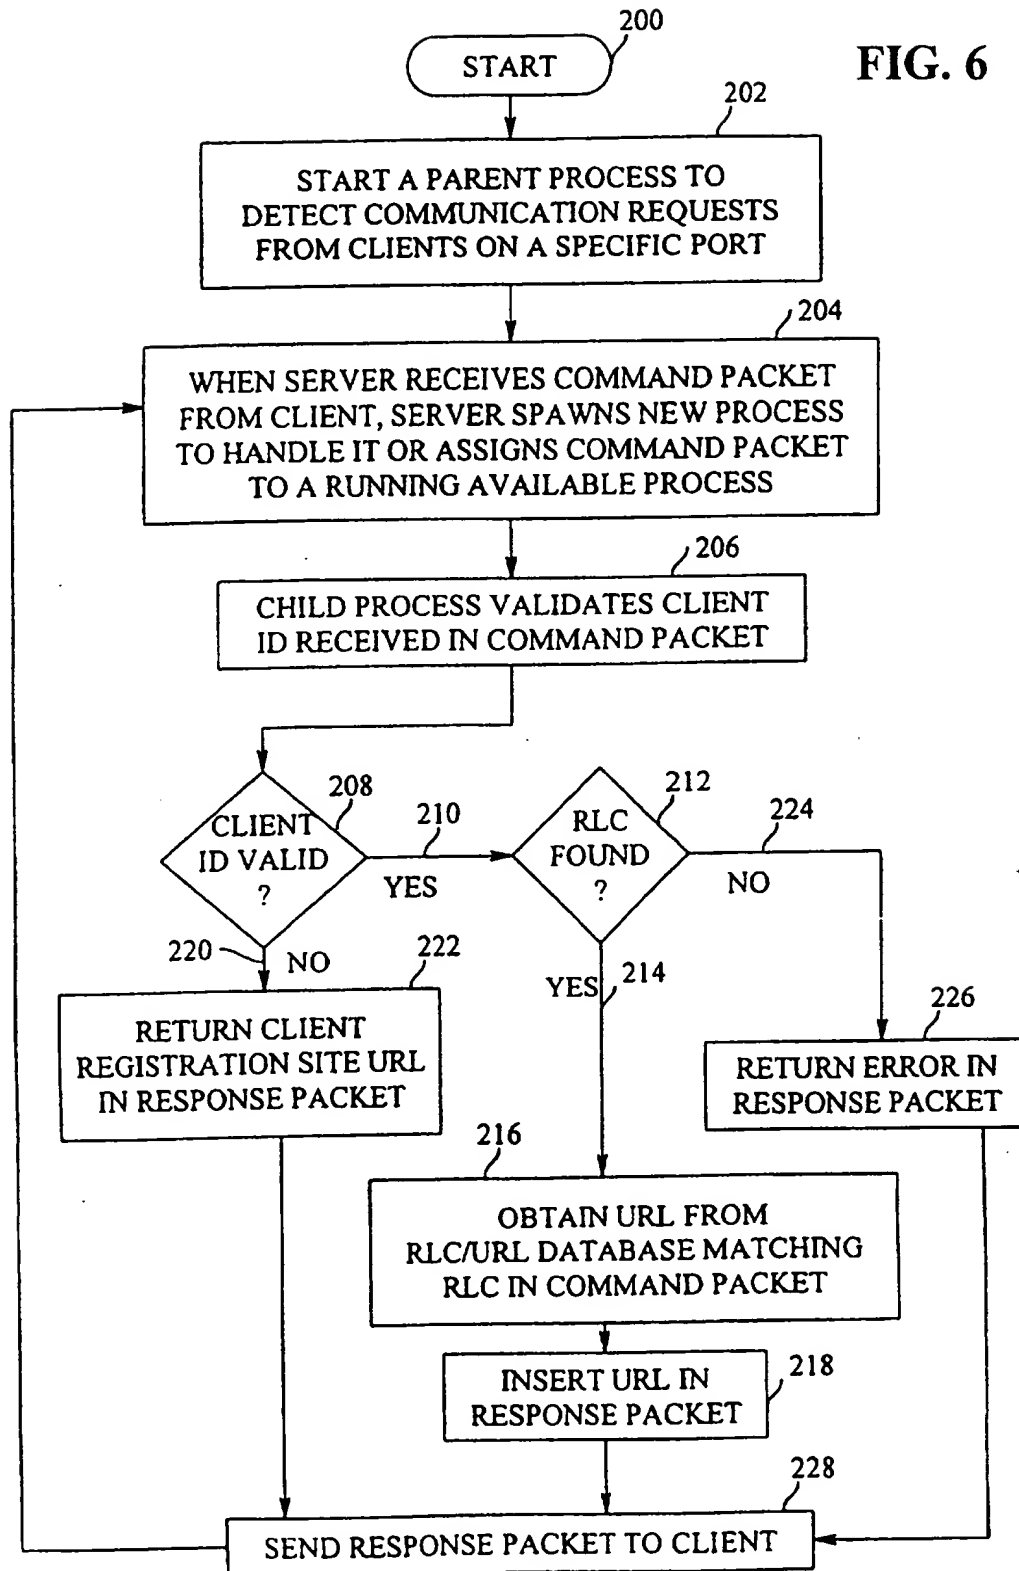 200
START
FIG. 6
202
START A PARENT PROCESS TO
DETECT COMMUNICATION REQUESTS
FROM CLIENTS ON A SPECIFIC PORT
204
WHEN SERVER RECEIVES COMMAND PACKET
FROM CLIENT, SERVER SPAWNS NEW PROCESS
TO HANDLE IT OR ASSIGNS COMMAND PACKET
TO A RUNNING AVAILABLE PROCESS
206
CHILD PROCESS VALIDATES CLIENT
ID RECEIVED IN COMMAND PACKET
208
CLIENT
ID VALID
?
210
YES
212
RLC
FOUND
?
224
NO
220
NO
222
RETURN CLIENT
REGISTRATION SITE URL
IN RESPONSE PACKET
YES
214
226
RETURN ERROR IN
RESPONSE PACKET
216
OBTAIN URL FROM
RLC/URL DATABASE MATCHING
RLC IN COMMAND PACKET
218
INSERT URL IN
RESPONSE PACKET
228
SEND RESPONSE PACKET TO CLIENT